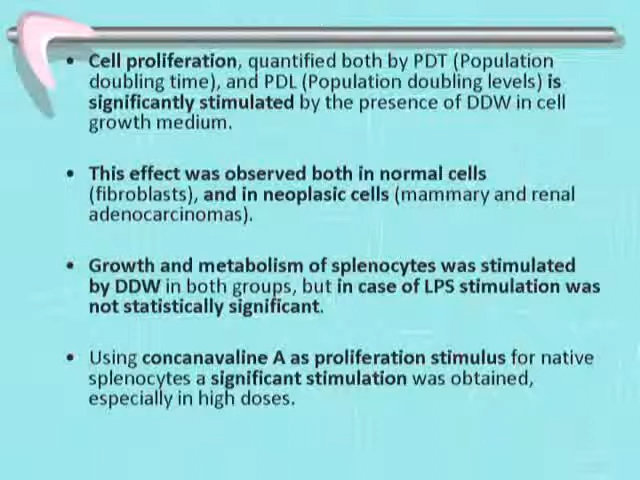 • Cell proliferation, quantified both by PDT (Population
doubling time), and PDL (Population doubling levels) is
significantly stimulated by the presence of DDW in cell
growth medium.
• This effect was observed both in normal cells
(fibroblasts), and in neoplasic cells (mammary and renal
adenocarcinomas).
• Growth and metabolism of splenocytes was stimulated
by DDW in both groups, but in case of LPS stimulation was
not statistically significant.
• Using concanavaline A as proliferation stimulus for native
splenocytes a significant stimulation was obtained,
especially in high doses.